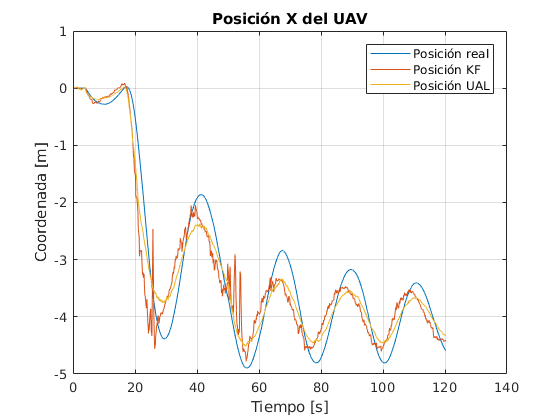 Posición X del UAV
Posición real
Posición KF
Posición UAL
1
0
-1
-2
-3
-4
-5
Coordenada [m]
0 20 40 60 80 100 120 140
Tiempo [s]